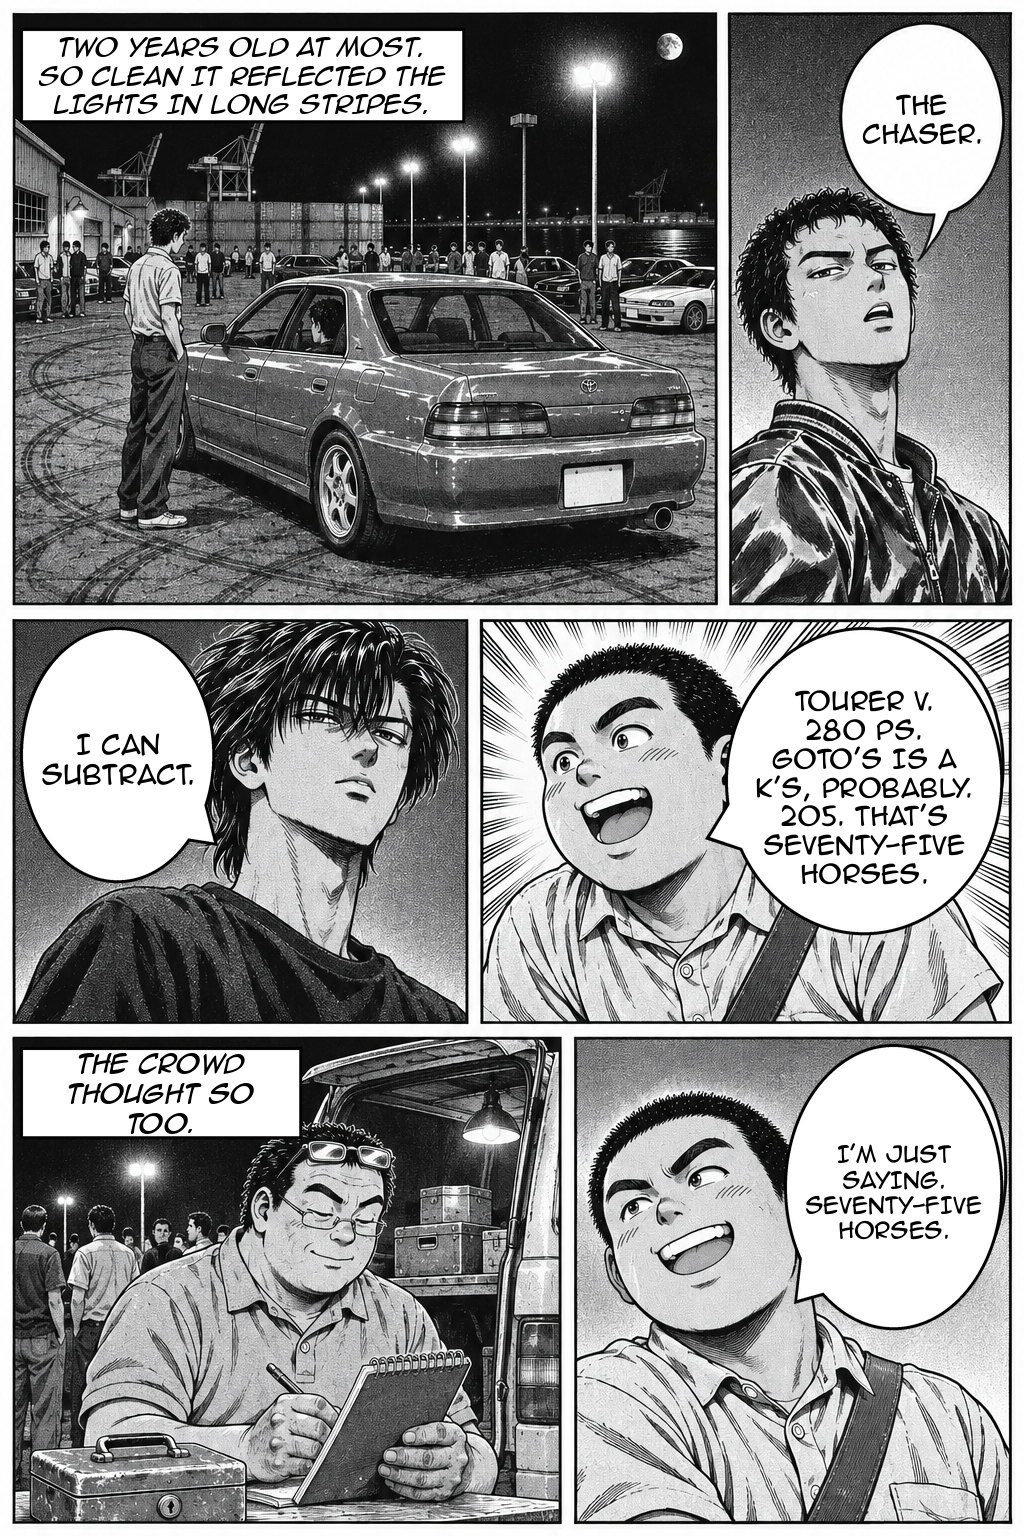 TWO YEARS OLD AT MOST.
SO CLEAN IT REFLECTED THE
LIGHTS IN LONG STRIPES.
THE
CHASER.
I CAN
SUBTRACT.
TOURER V.
280 PS.
GOTO'S IS A
K'S, PROBABLY.
205. THAT'S
SEVENTY-FIVE
HORSES.
THE CROWD
THOUGHT SO
TOO.
I'M JUST
SAYING.
SEVENTY-FIVE
HORSES.